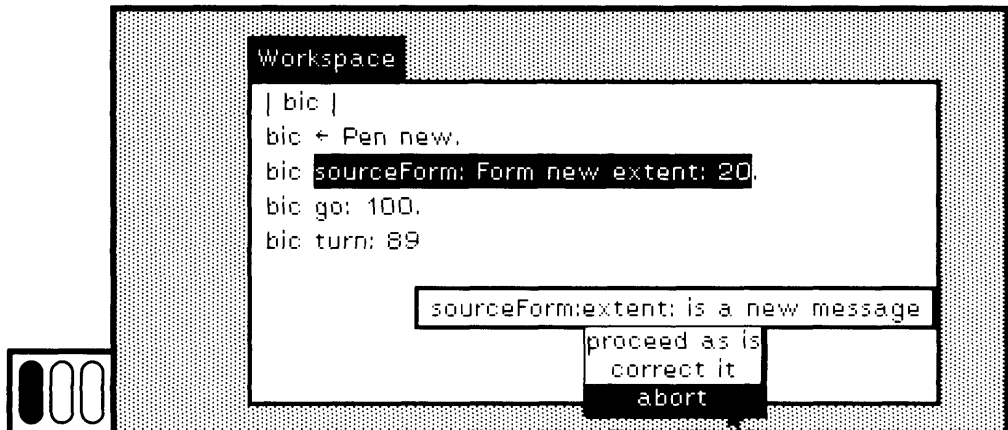 Workspace
| bic |
bic ← Pen new.
bic sourceForm: Form new extent: 20.
bic go: 100.
bic turn: 89
sourceForm:extent: is a new message
proceed as is
correct it
abort